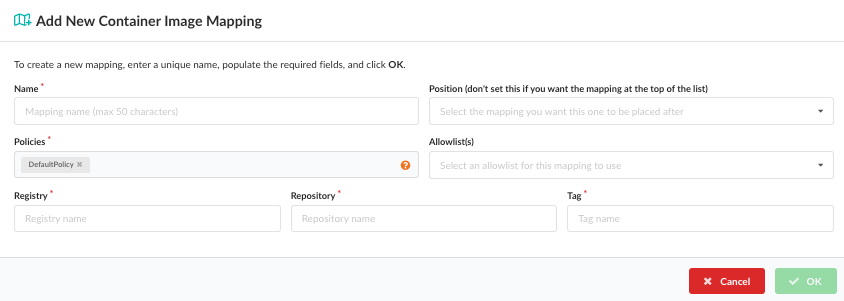 Add New Container Image Mapping
To create a new mapping, enter a unique name, populate the required fields, and click OK.
Name *
Position (don't set this if you want the mapping at the top of the list)
Mapping name (max 50 characters)
Select the mapping you want this one to be placed after
Policies *
Allowlist(s)
DefaultPolicy ×
?
Select an allowlist for this mapping to use
Registry *
Repository *
Tag *
Registry name
Repository name
Tag name
Cancel
OK